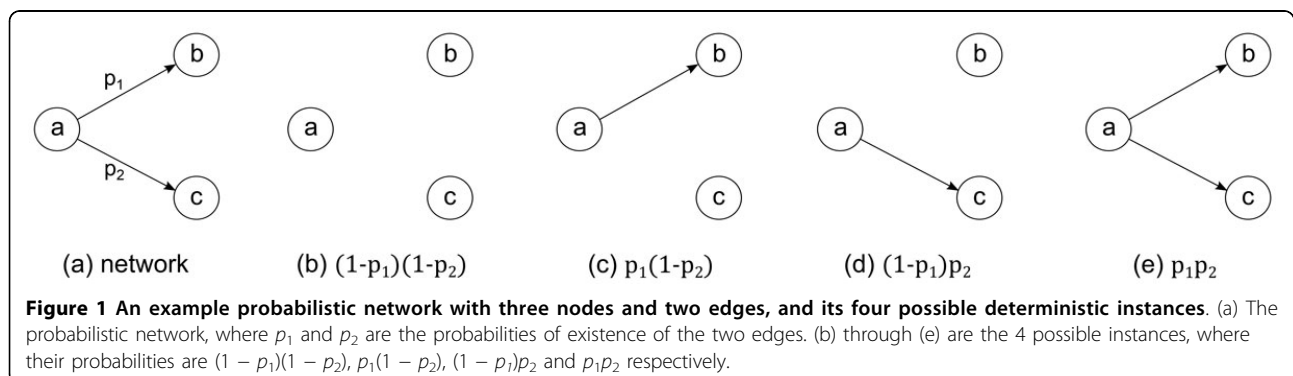 b b b b b
p₁
a a a a a
p₂
c c c c c
(a) network (b) (1-p₁)(1-p₂) (c) p₁(1-p₂) (d) (1-p₁)p₂ (e) p₁p₂
Figure 1 An example probabilistic network with three nodes and two edges, and its four possible deterministic instances. (a) The
probabilistic network, where p₁ and p₂ are the probabilities of existence of the two edges. (b) through (e) are the 4 possible instances, where
their probabilities are (1 − p₁)(1 − p₂), p₁(1 − p₂), (1 − p₁)p₂ and p₁p₂ respectively.